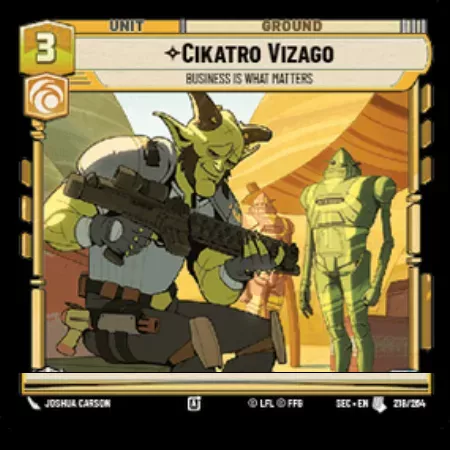 UNIT GROUND
3
CIKATRO VIZAGO
BUSINESS IS WHAT MATTERS
JOSHUA CARSON A © LFL © FFG SEC • EN 218/264